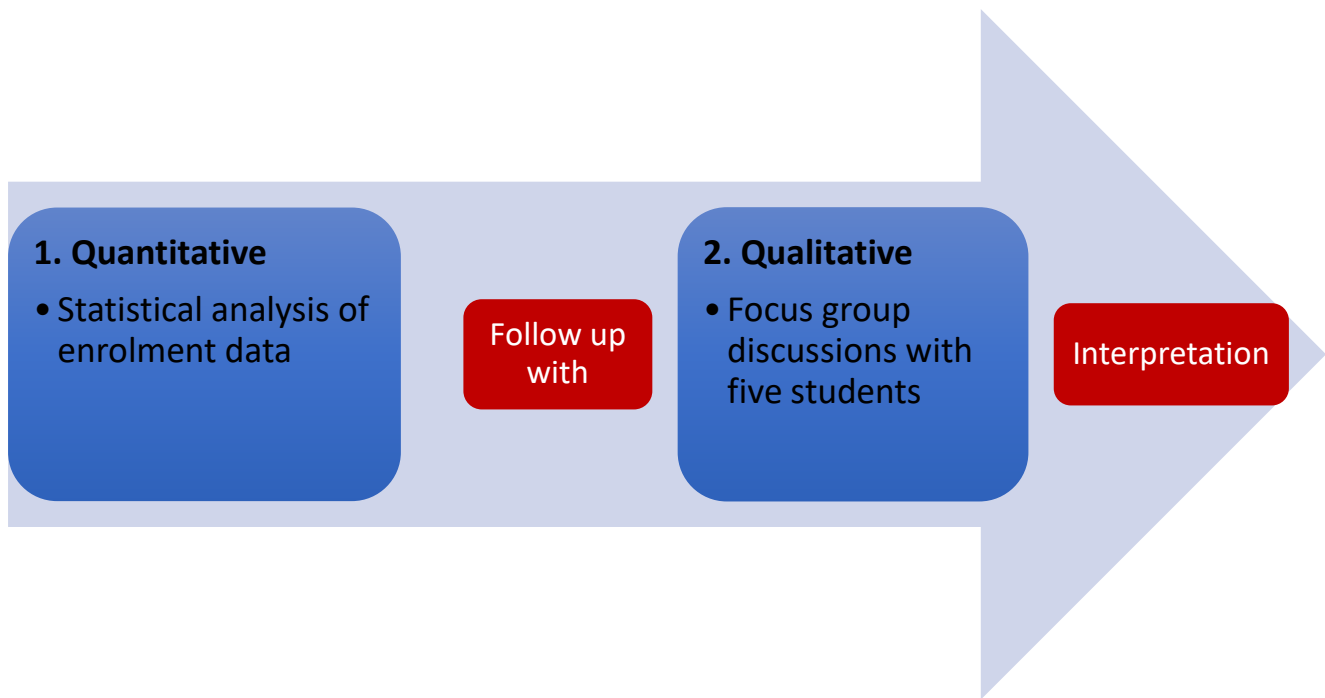 1. Quantitative
• Statistical analysis of
enrolment data
Follow up
with
2. Qualitative
• Focus group
discussions with
five students
Interpretation